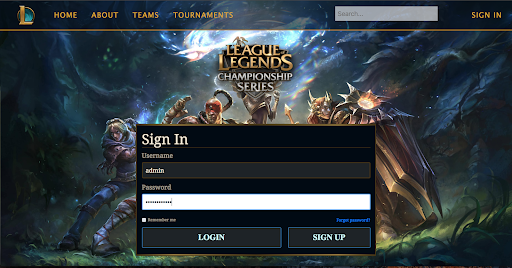 HOME ABOUT TEAMS TOURNAMENTS Search... SIGN IN
LEAGUE of
LEGENDS
CHAMPIONSHIP
SERIES
Sign In
Username
admin
Password
••••••••••••
Remember me Forgot password?
LOGIN SIGN UP